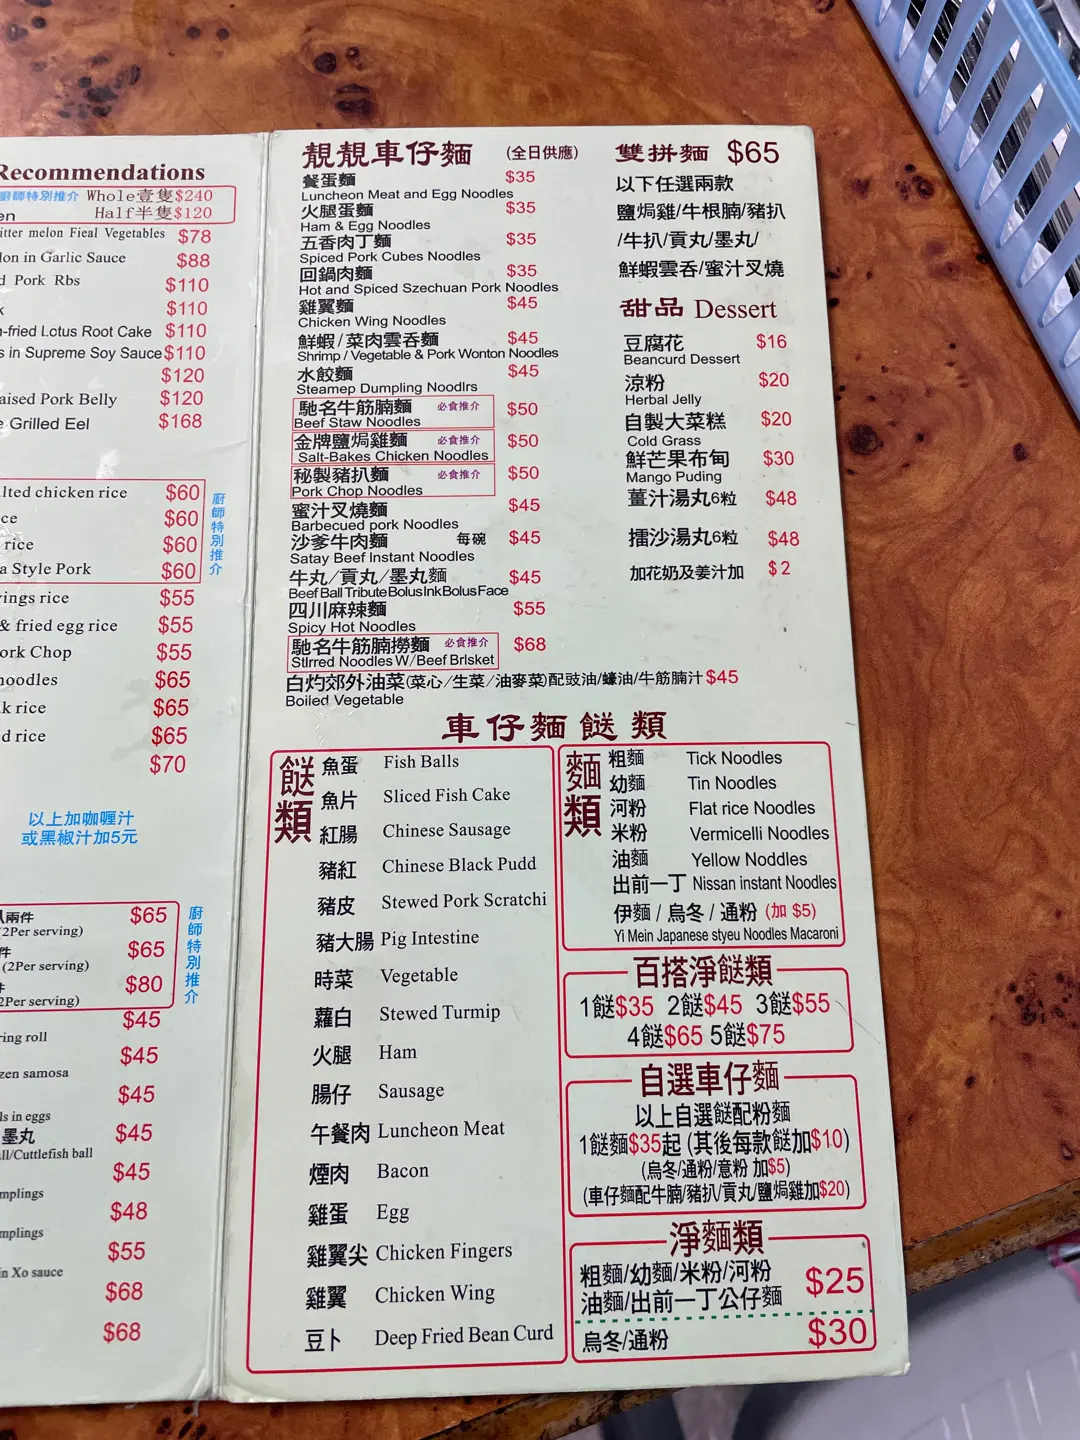 Recommendations
廚師特別推介 Whole壹隻$240
en Half半隻$120
itter melon Fieal Vegetables $78
lon in Garlic Sauce $88
d Pork Rbs $110
k $110
n-fried Lotus Root Cake $110
s in Supreme Soy Sauce $110
$120
aised Pork Belly $120
e Grilled Eel $168
lted chicken rice $60
ce $60
rice $60
a Style Pork $60
廚師特別推介
ings rice $55
& fried egg rice $55
ork Chop $55
noodles $65
k rice $65
d rice $65
$70
以上加咖喱汁
或黑椒汁加5元
兩件 $65
(2Per serving)
件 $65
(2Per serving)
$80
2Per serving)
廚師特別推介
$45
ring roll
$45
zen samosa
$45
ls in eggs
墨丸 $45
ll/Cuttlefish ball
$45
mplings
$48
mplings
$55
in Xo sauce
$68
$68
靚靚車仔麵 (全日供應)
餐蛋麵 $35
Luncheon Meat and Egg Noodles
火腿蛋麵 $35
Ham & Egg Noodles
五香肉丁麵 $35
Spiced Pork Cubes Noodles
回鍋肉麵 $35
Hot and Spiced Szechuan Pork Noodles
雞翼麵 $45
Chicken Wing Noodles
鮮蝦/菜肉雲吞麵 $45
Shrimp / Vegetable & Pork Wonton Noodles
水餃麵 $45
Steamep Dumpling Noodlrs
馳名牛筋腩麵 必食推介 $50
Beef Staw Noodles
金牌鹽焗雞麵 必食推介 $50
Salt-Bakes Chicken Noodles
秘製豬扒麵 必食推介 $50
Pork Chop Noodles
蜜汁叉燒麵 $45
Barbecued pork Noodles
沙爹牛肉麵 每碗 $45
Satay Beef Instant Noodles
牛丸/貢丸/墨丸麵 $45
Beef Ball Tribute Bolus Ink Bolus Face
四川麻辣麵 $55
Spicy Hot Noodles
馳名牛筋腩撈麵 必食推介 $68
Stlrred Noodles W/Beef Brlsket
白灼郊外油菜(菜心/生菜/油麥菜)配豉油/蠔油/牛筋腩汁 $45
Boiled Vegetable
雙拼麵 $65
以下任選兩款
鹽焗雞/牛根腩/豬扒
/牛扒/貢丸/墨丸/
鮮蝦雲吞/蜜汁叉燒
甜品 Dessert
豆腐花 $16
Beancurd Dessert
涼粉 $20
Herbal Jelly
自製大菜糕 $20
Cold Grass
鮮芒果布甸 $30
Mango Puding
薑汁湯丸6粒 $48
擂沙湯丸6粒 $48
加花奶及姜汁加 $2
車仔麵餸類
餸類
魚蛋 Fish Balls
魚片 Sliced Fish Cake
紅腸 Chinese Sausage
豬紅 Chinese Black Pudd
豬皮 Stewed Pork Scratchi
豬大腸 Pig Intestine
時菜 Vegetable
蘿白 Stewed Turmip
火腿 Ham
腸仔 Sausage
午餐肉 Luncheon Meat
煙肉 Bacon
雞蛋 Egg
雞翼尖 Chicken Fingers
雞翼 Chicken Wing
豆卜 Deep Fried Bean Curd
麵類
粗麵 Tick Noodles
幼麵 Tin Noodles
河粉 Flat rice Noodles
米粉 Vermicelli Noodles
油麵 Yellow Noddles
出前一丁 Nissan instant Noodles
伊麵 / 烏冬 / 通粉 (加 $5)
Yi Mein Japanese styeu Noodles Macaroni
百搭淨餸類
1餸$35 2餸$45 3餸$55
4餸$65 5餸$75
自選車仔麵
以上自選餸配粉麵
1餸麵$35起 (其後每款餸加$10)
(烏冬/通粉/意粉 加$5)
(車仔麵配牛腩/豬扒/貢丸/鹽焗雞加$20)
淨麵類
粗麵/幼麵/米粉/河粉
油麵/出前一丁公仔麵 $25
烏冬/通粉 $30